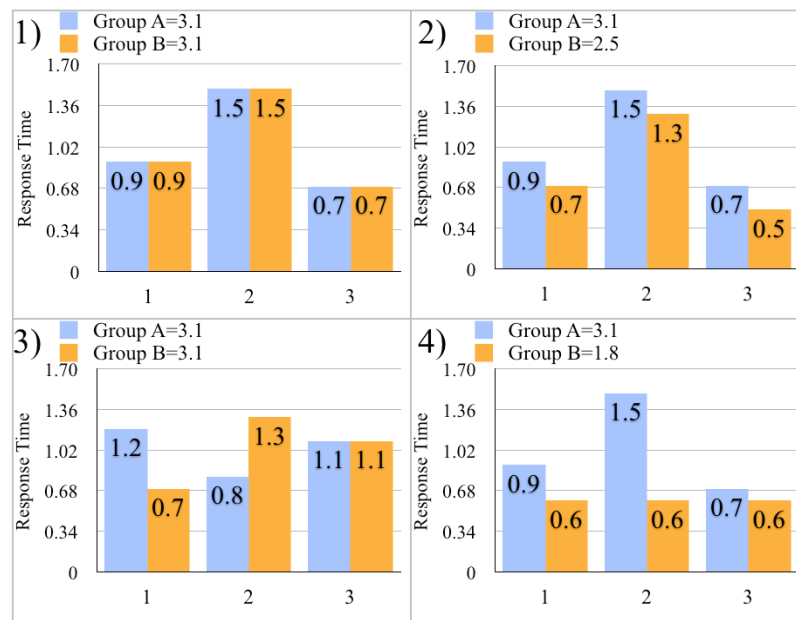 1)
Group A=3.1
Group B=3.1
Response Time
1.70
1.36
1.02
0.68
0.34
0
0.9 0.9 1.5 1.5 0.7 0.7
1 2 3
2)
Group A=3.1
Group B=2.5
Response Time
1.70
1.36
1.02
0.68
0.34
0
0.9 0.7 1.5 1.3 0.7 0.5
1 2 3
3)
Group A=3.1
Group B=3.1
Response Time
1.70
1.36
1.02
0.68
0.34
0
1.2 0.7 0.8 1.3 1.1 1.1
1 2 3
4)
Group A=3.1
Group B=1.8
Response Time
1.70
1.36
1.02
0.68
0.34
0
0.9 0.6 1.5 0.6 0.7 0.6
1 2 3